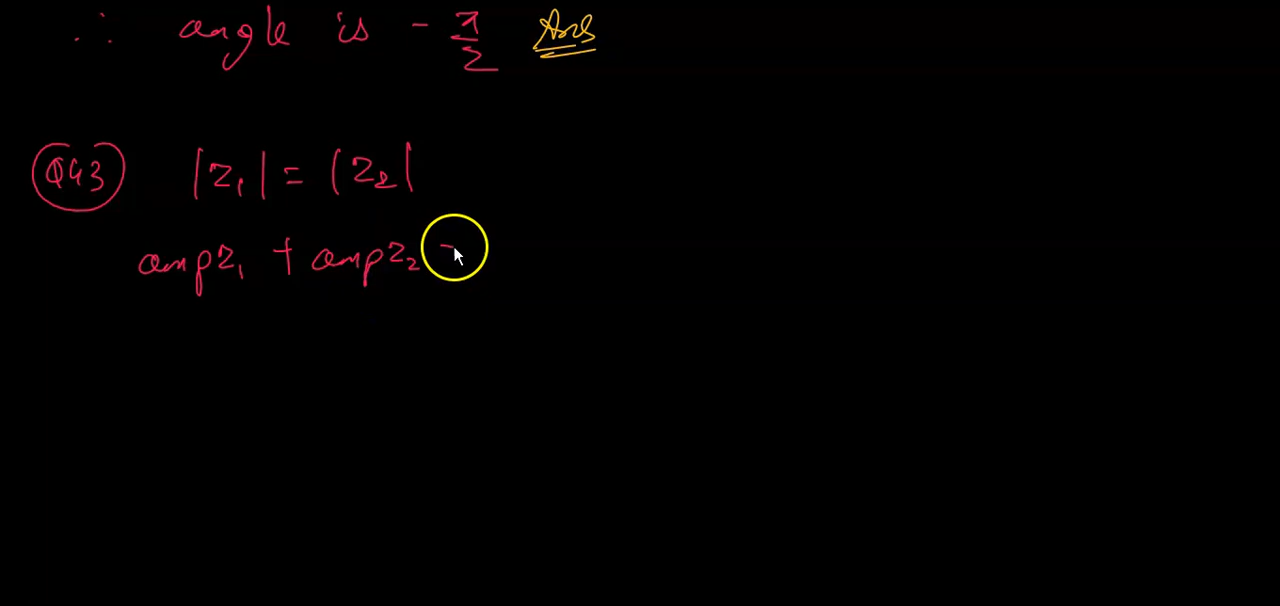 ∴ angle is - π/2 Ans
Q43 |z₁| = |z₂|
amp z₁ + amp z₂ -